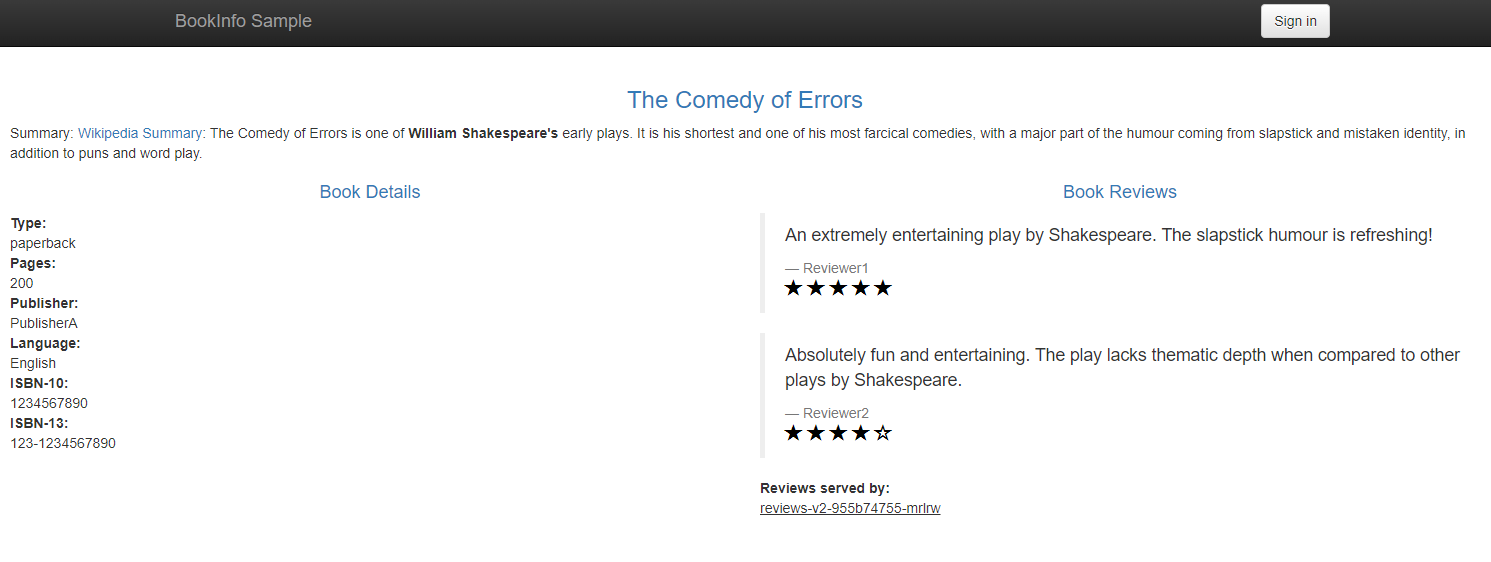 BookInfo Sample
Sign in
The Comedy of Errors
Summary: Wikipedia Summary: The Comedy of Errors is one of William Shakespeare's early plays. It is his shortest and one of his most farcical comedies, with a major part of the humour coming from slapstick and mistaken identity, in
addition to puns and word play.
Book Details
Type:
paperback
Pages:
200
Publisher:
PublisherA
Language:
English
ISBN-10:
1234567890
ISBN-13:
123-1234567890
Book Reviews
An extremely entertaining play by Shakespeare. The slapstick humour is refreshing!
— Reviewer1
★★★★★
Absolutely fun and entertaining. The play lacks thematic depth when compared to other
plays by Shakespeare.
— Reviewer2
★★★★☆
Reviews served by:
reviews-v2-955b74755-mrlrw